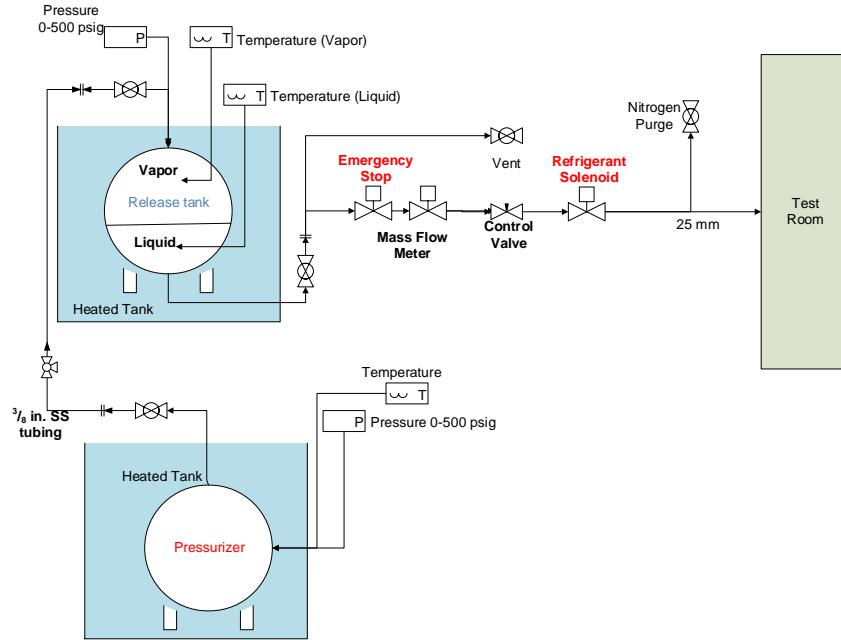 Pressure
0-500 psig
P
T
Temperature (Vapor)
T
Temperature (Liquid)
Vapor
Release tank
Liquid
Heated Tank
Vent
Emergency
Stop
Mass Flow
Meter
Control
Valve
Refrigerant
Solenoid
Nitrogen
Purge
25 mm
Test
Room
3/8 in. SS
tubing
Temperature
T
P
Pressure 0-500 psig
Heated Tank
Pressurizer